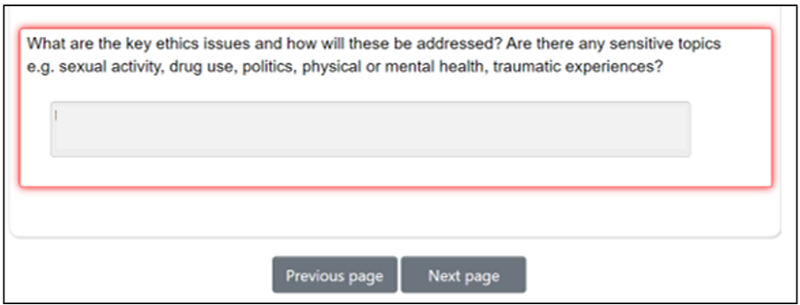 What are the key ethics issues and how will these be addressed? Are there any sensitive topics
e.g. sexual activity, drug use, politics, physical or mental health, traumatic experiences?
Previous page
Next page